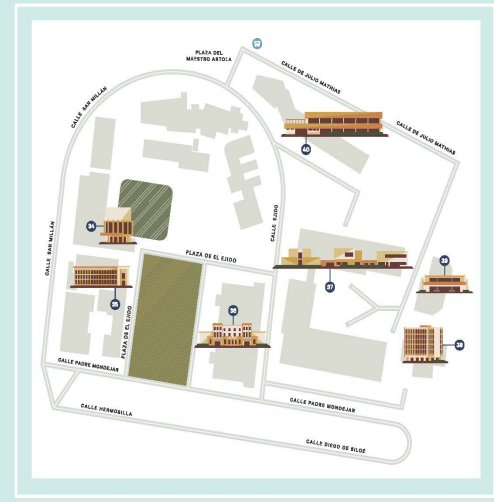 PLAZA DEL
MAESTRO ARTOLA
CALLE DE JULIO MATHIAS
CALLE DE JULIO MATHIAS
CALLE SAN MILLÁN
40
34
CALLE SAN MILLÁN
CALLE EJIDO
PLAZA DE EL EJIDO
37
39
35
PLAZA DE EL EJIDO
36
38
CALLE PADRE MONDEJAR
CALLE PADRE MONDEJAR
CALLE HERMOSILLA
CALLE DIEGO DE SILOE